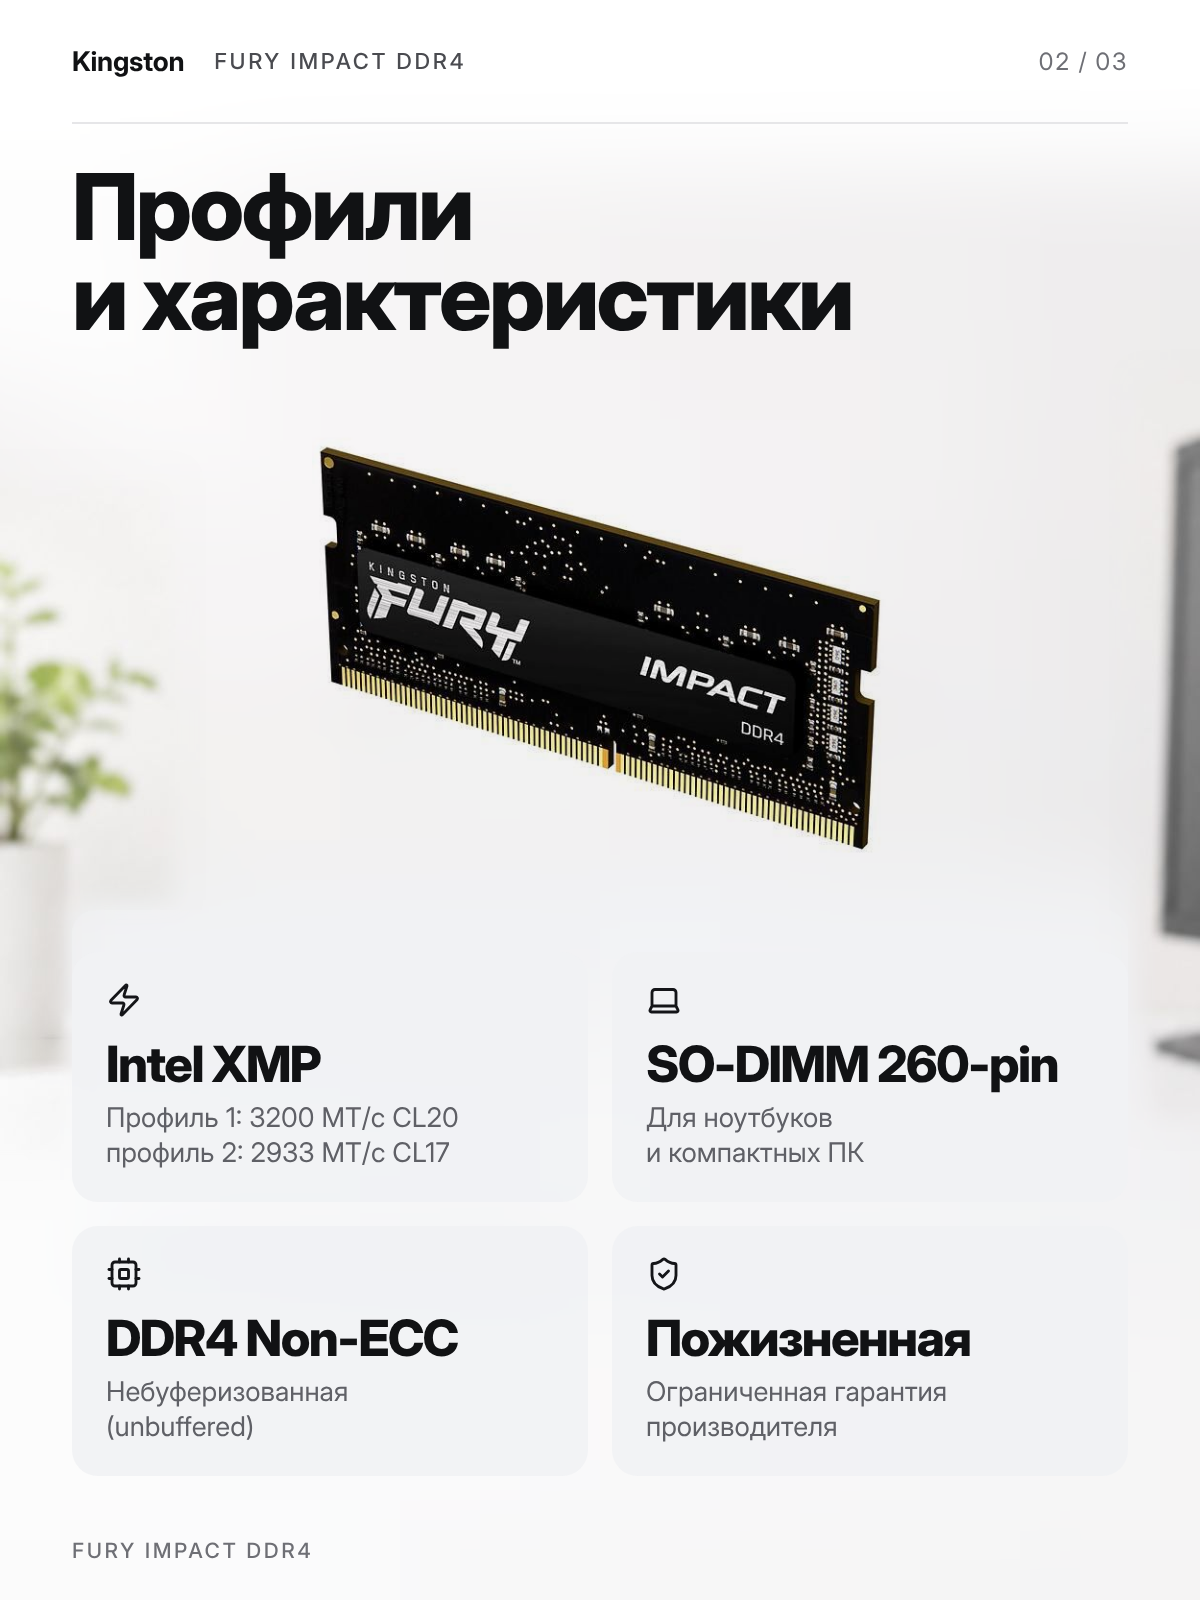 Kingston FURY IMPACT DDR4 02 / 03
Профили
и характеристики
KINGSTON
FURY
TM
IMPACT
DDR4
Intel XMP
Профиль 1: 3200 МТ/с CL20
профиль 2: 2933 МТ/с CL17
SO-DIMM 260-pin
Для ноутбуков
и компактных ПК
DDR4 Non-ECC
Небуферизованная
(unbuffered)
Пожизненная
Ограниченная гарантия
производителя
FURY IMPACT DDR4